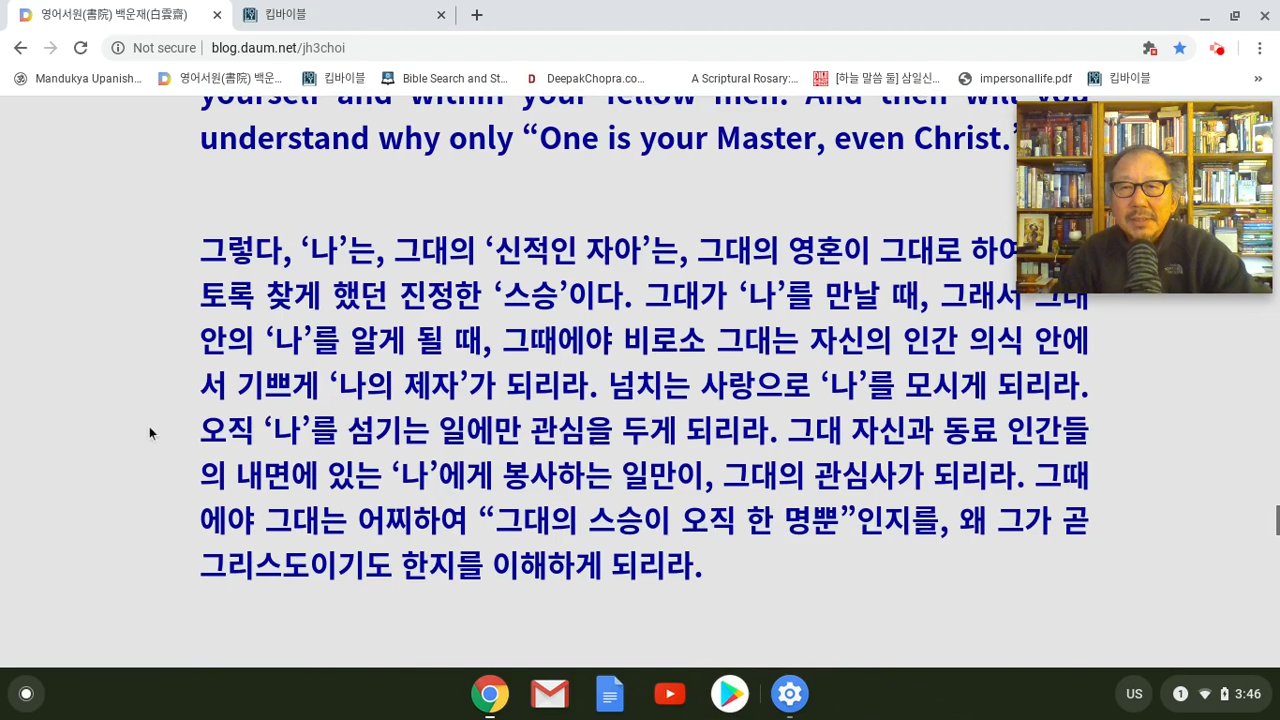 영어서원(書院) 백운재(白雲齋)
킵바이블
Not secure
blog.daum.net/jh3choi
Mandukya Upanish...
영어서원(書院) 백운...
킵바이블
Bible Search and St...
DeepakChopra.co...
A Scriptural Rosary:...
[하늘 말씀 둘] 삼일신...
impersonallife.pdf
킵바이블
yourself and within your fellow men. And then will you
understand why only “One is your Master, even Christ.”
그렇다, ‘나’는, 그대의 ‘신적인 자아’는, 그대의 영혼이 그대로 하여
토록 찾게 했던 진정한 ‘스승’이다. 그대가 ‘나’를 만날 때, 그래서 그대
안의 ‘나’를 알게 될 때, 그때에야 비로소 그대는 자신의 인간 의식 안에
서 기쁘게 ‘나의 제자’가 되리라. 넘치는 사랑으로 ‘나’를 모시게 되리라.
오직 ‘나’를 섬기는 일에만 관심을 두게 되리라. 그대 자신과 동료 인간들
의 내면에 있는 ‘나’에게 봉사하는 일만이, 그대의 관심사가 되리라. 그때
에야 그대는 어찌하여 “그대의 스승이 오직 한 명뿐”인지를, 왜 그가 곧
그리스도이기도 한지를 이해하게 되리라.
US
1
3:46